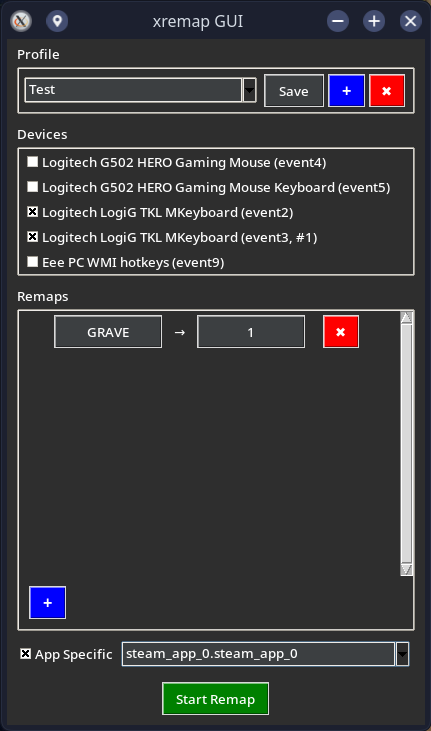 xremap GUI
Profile
Test Save + ✖
Devices
Logitech G502 HERO Gaming Mouse (event4)
Logitech G502 HERO Gaming Mouse Keyboard (event5)
Logitech LogiG TKL MKeyboard (event2)
Logitech LogiG TKL MKeyboard (event3, #1)
Eee PC WMI hotkeys (event9)
Remaps
GRAVE → 1 ✖
+
App Specific steam_app_0.steam_app_0
Start Remap